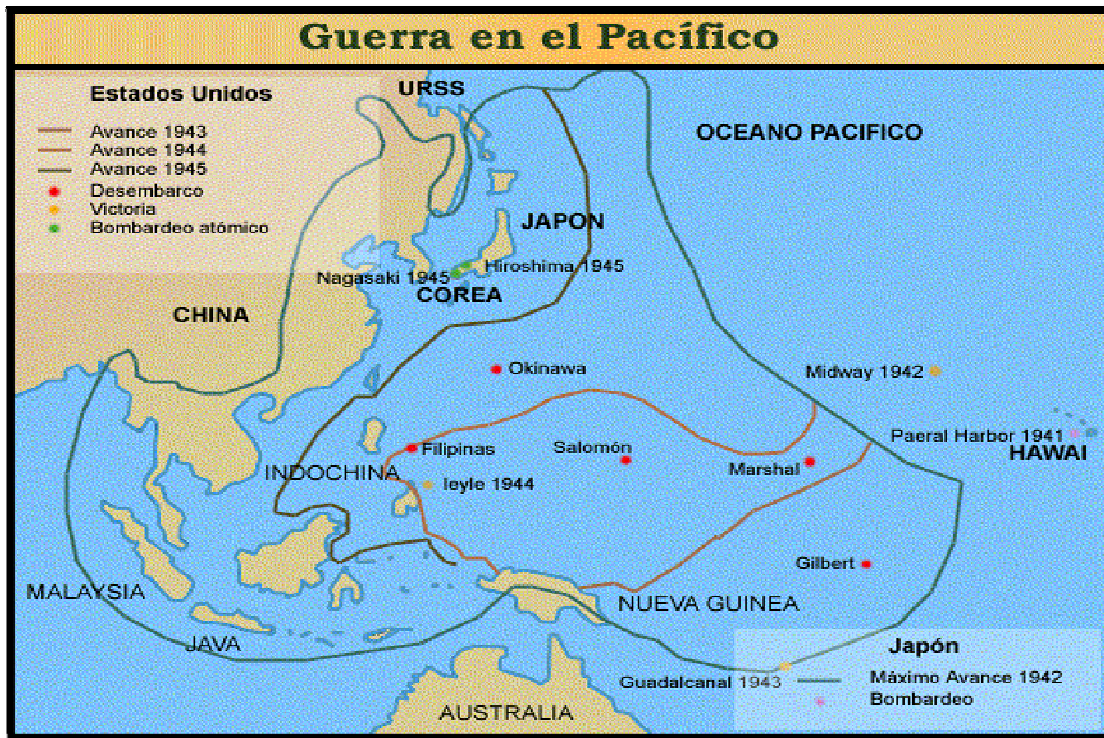 Guerra en el Pacífico
Estados Unidos
Avance 1943
Avance 1944
Avance 1945
Desembarco
Victoria
Bombardeo atómico
URSS
OCEANO PACIFICO
JAPON
Hiroshima 1945
Nagasaki 1945
COREA
CHINA
Okinawa
Midway 1942
Paeral Harbor 1941
HAWAI
Filipinas
Salomón
Marshal
INDOCHINA
leyle 1944
Gilbert
MALAYSIA
NUEVA GUINEA
JAVA
Guadalcanal 1943
AUSTRALIA
Japón
Máximo Avance 1942
Bombardeo